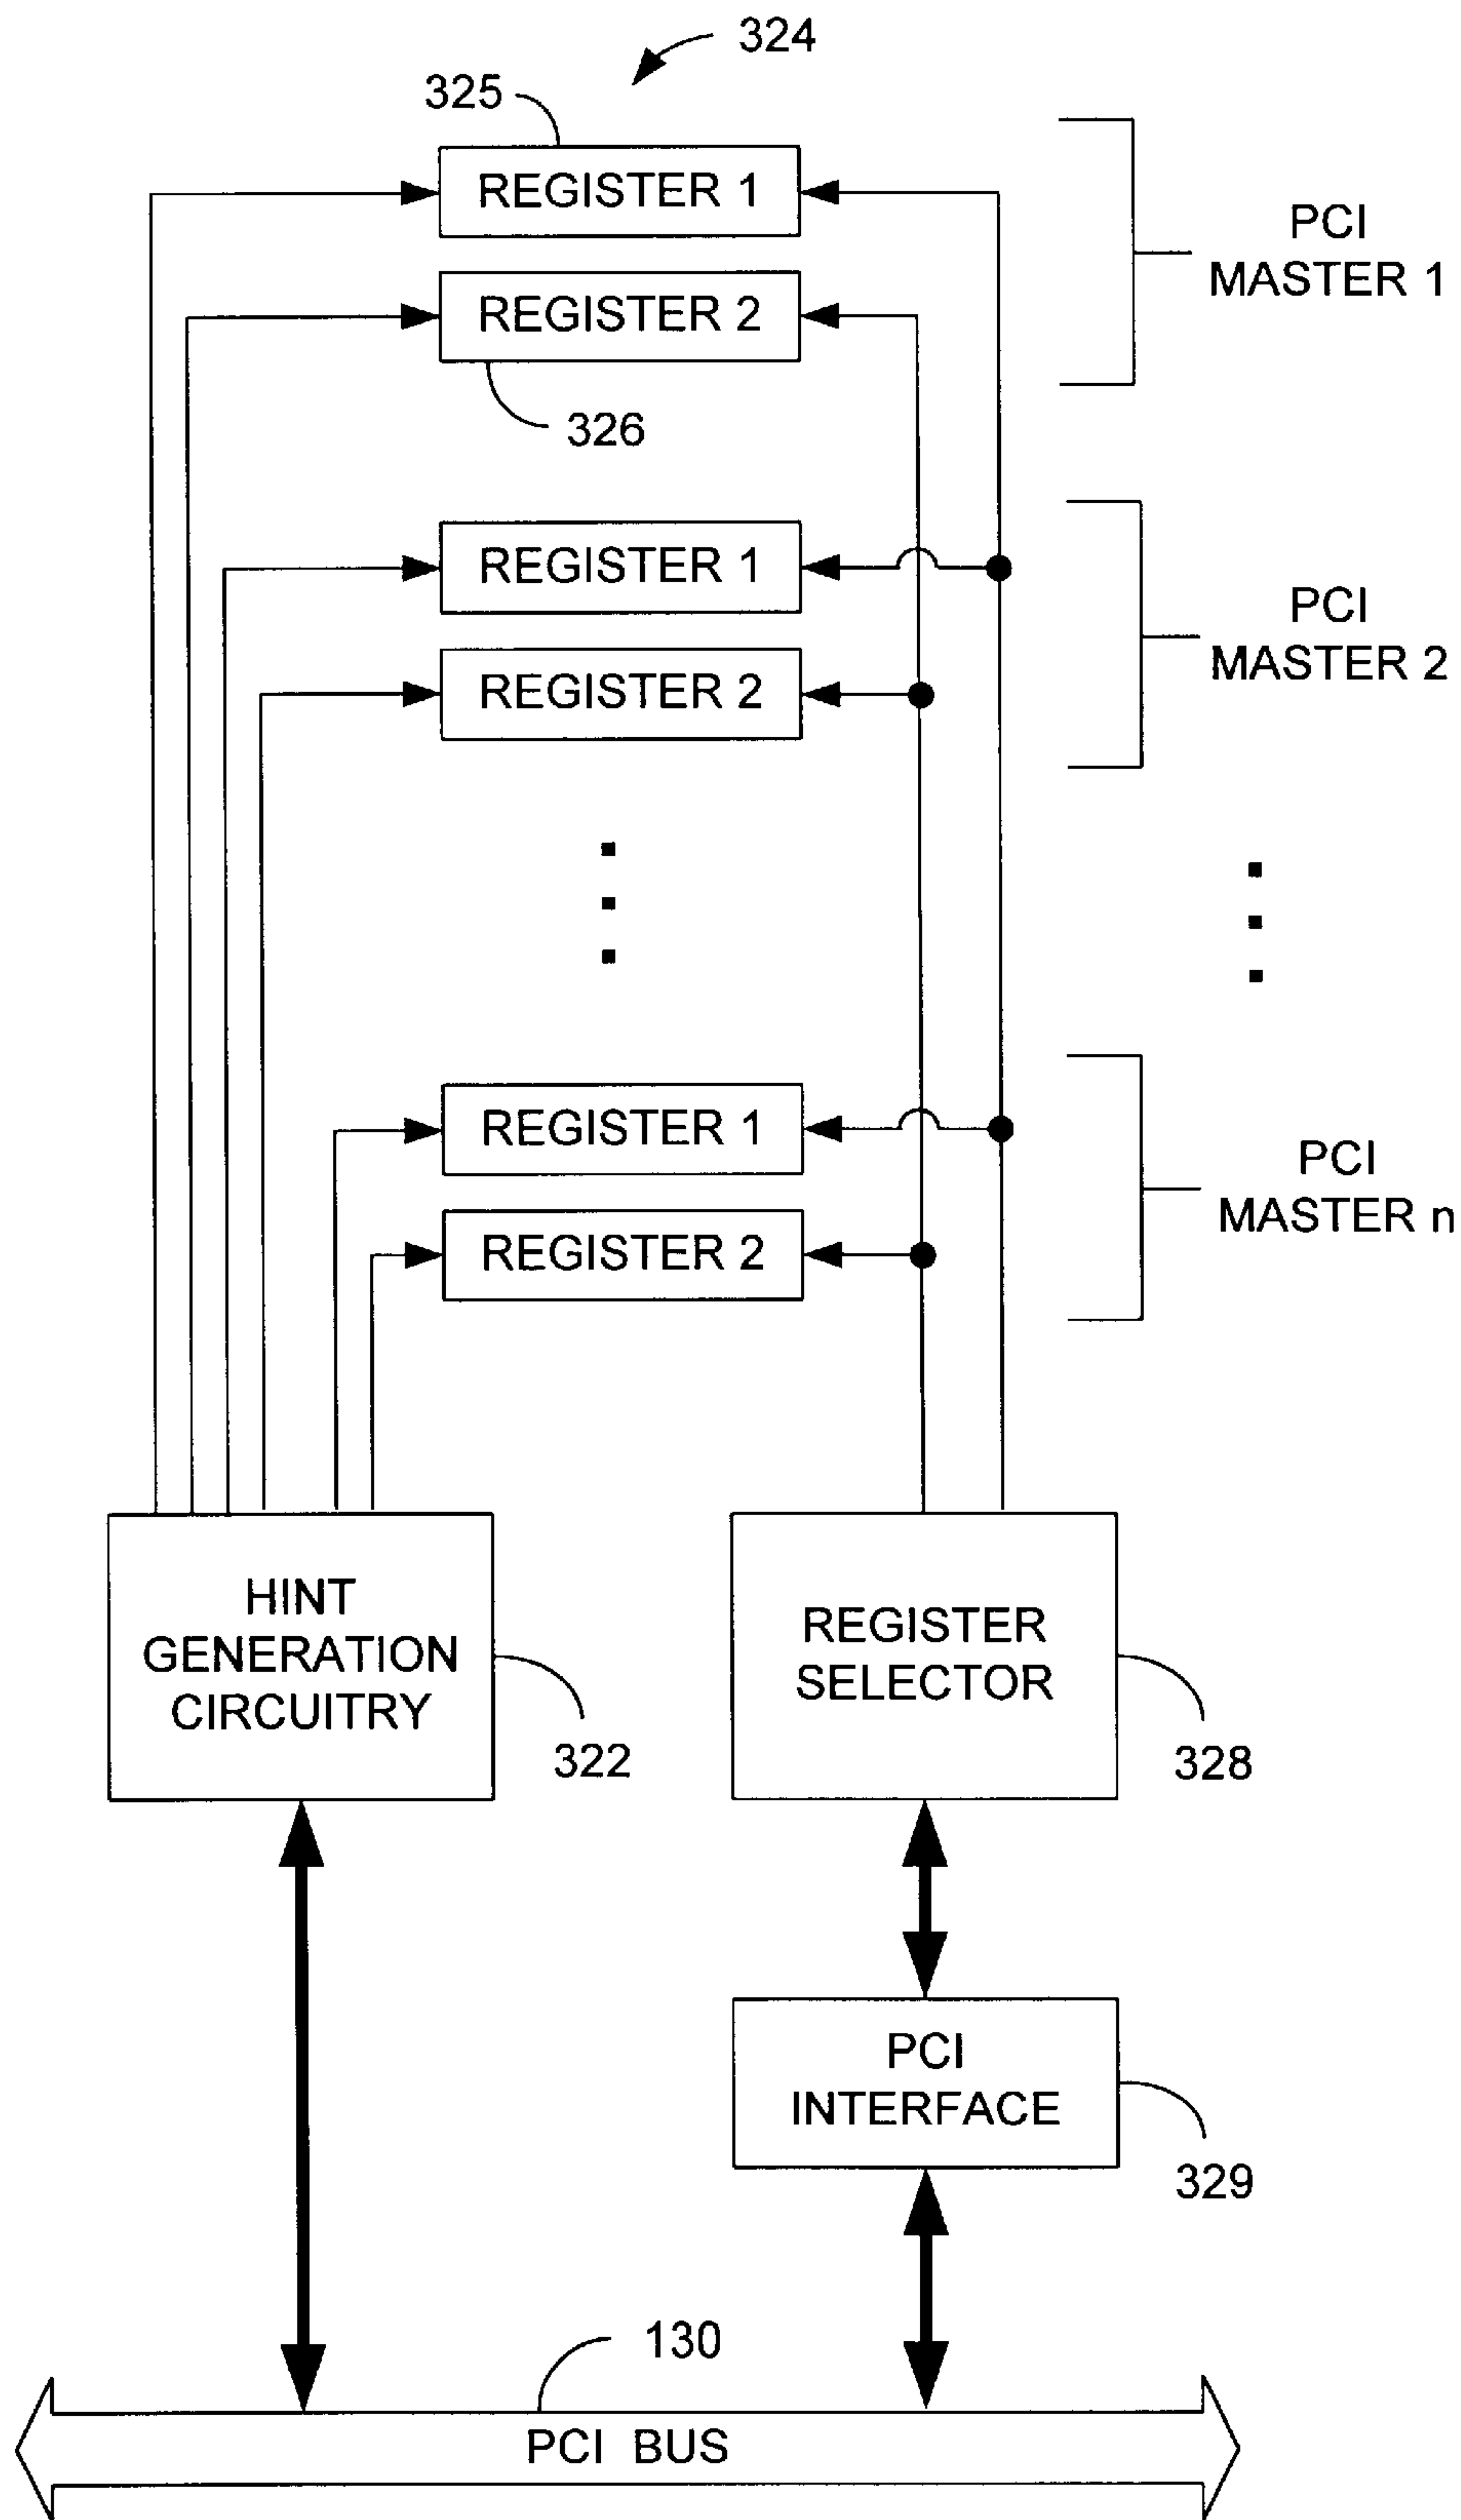 324
325
REGISTER 1
PCI
MASTER 1
REGISTER 2
326
REGISTER 1
PCI
MASTER 2
REGISTER 2
REGISTER 1
PCI
MASTER n
REGISTER 2
HINT
GENERATION
CIRCUITRY
322
REGISTER
SELECTOR
328
PCI
INTERFACE
329
130
PCI BUS